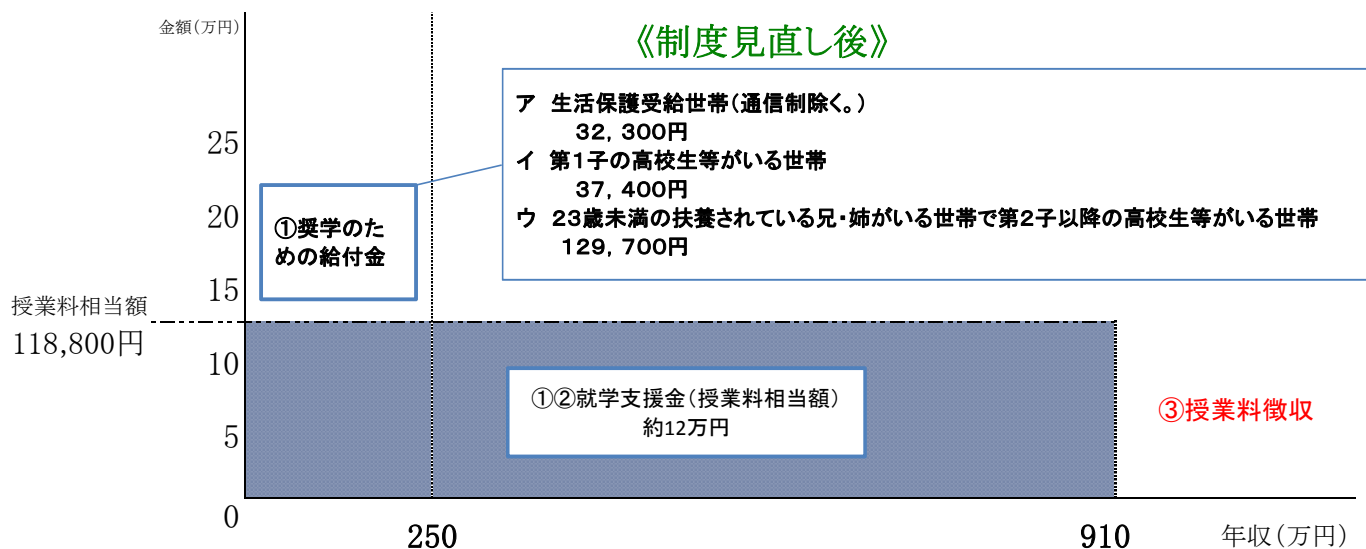 金額(万円)
《制度見直し後》
ア 生活保護受給世帯(通信制除く。)
32,300円
イ 第1子の高校生等がいる世帯
37,400円
ウ 23歳未満の扶養されている兄・姉がいる世帯で第2子以降の高校生等がいる世帯
129,700円
①奨学のた
めの給付金
25
20
15
授業料相当額
118,800円
10
5
0
①②就学支援金(授業料相当額)
約12万円
③授業料徴収
250
910
年収(万円)